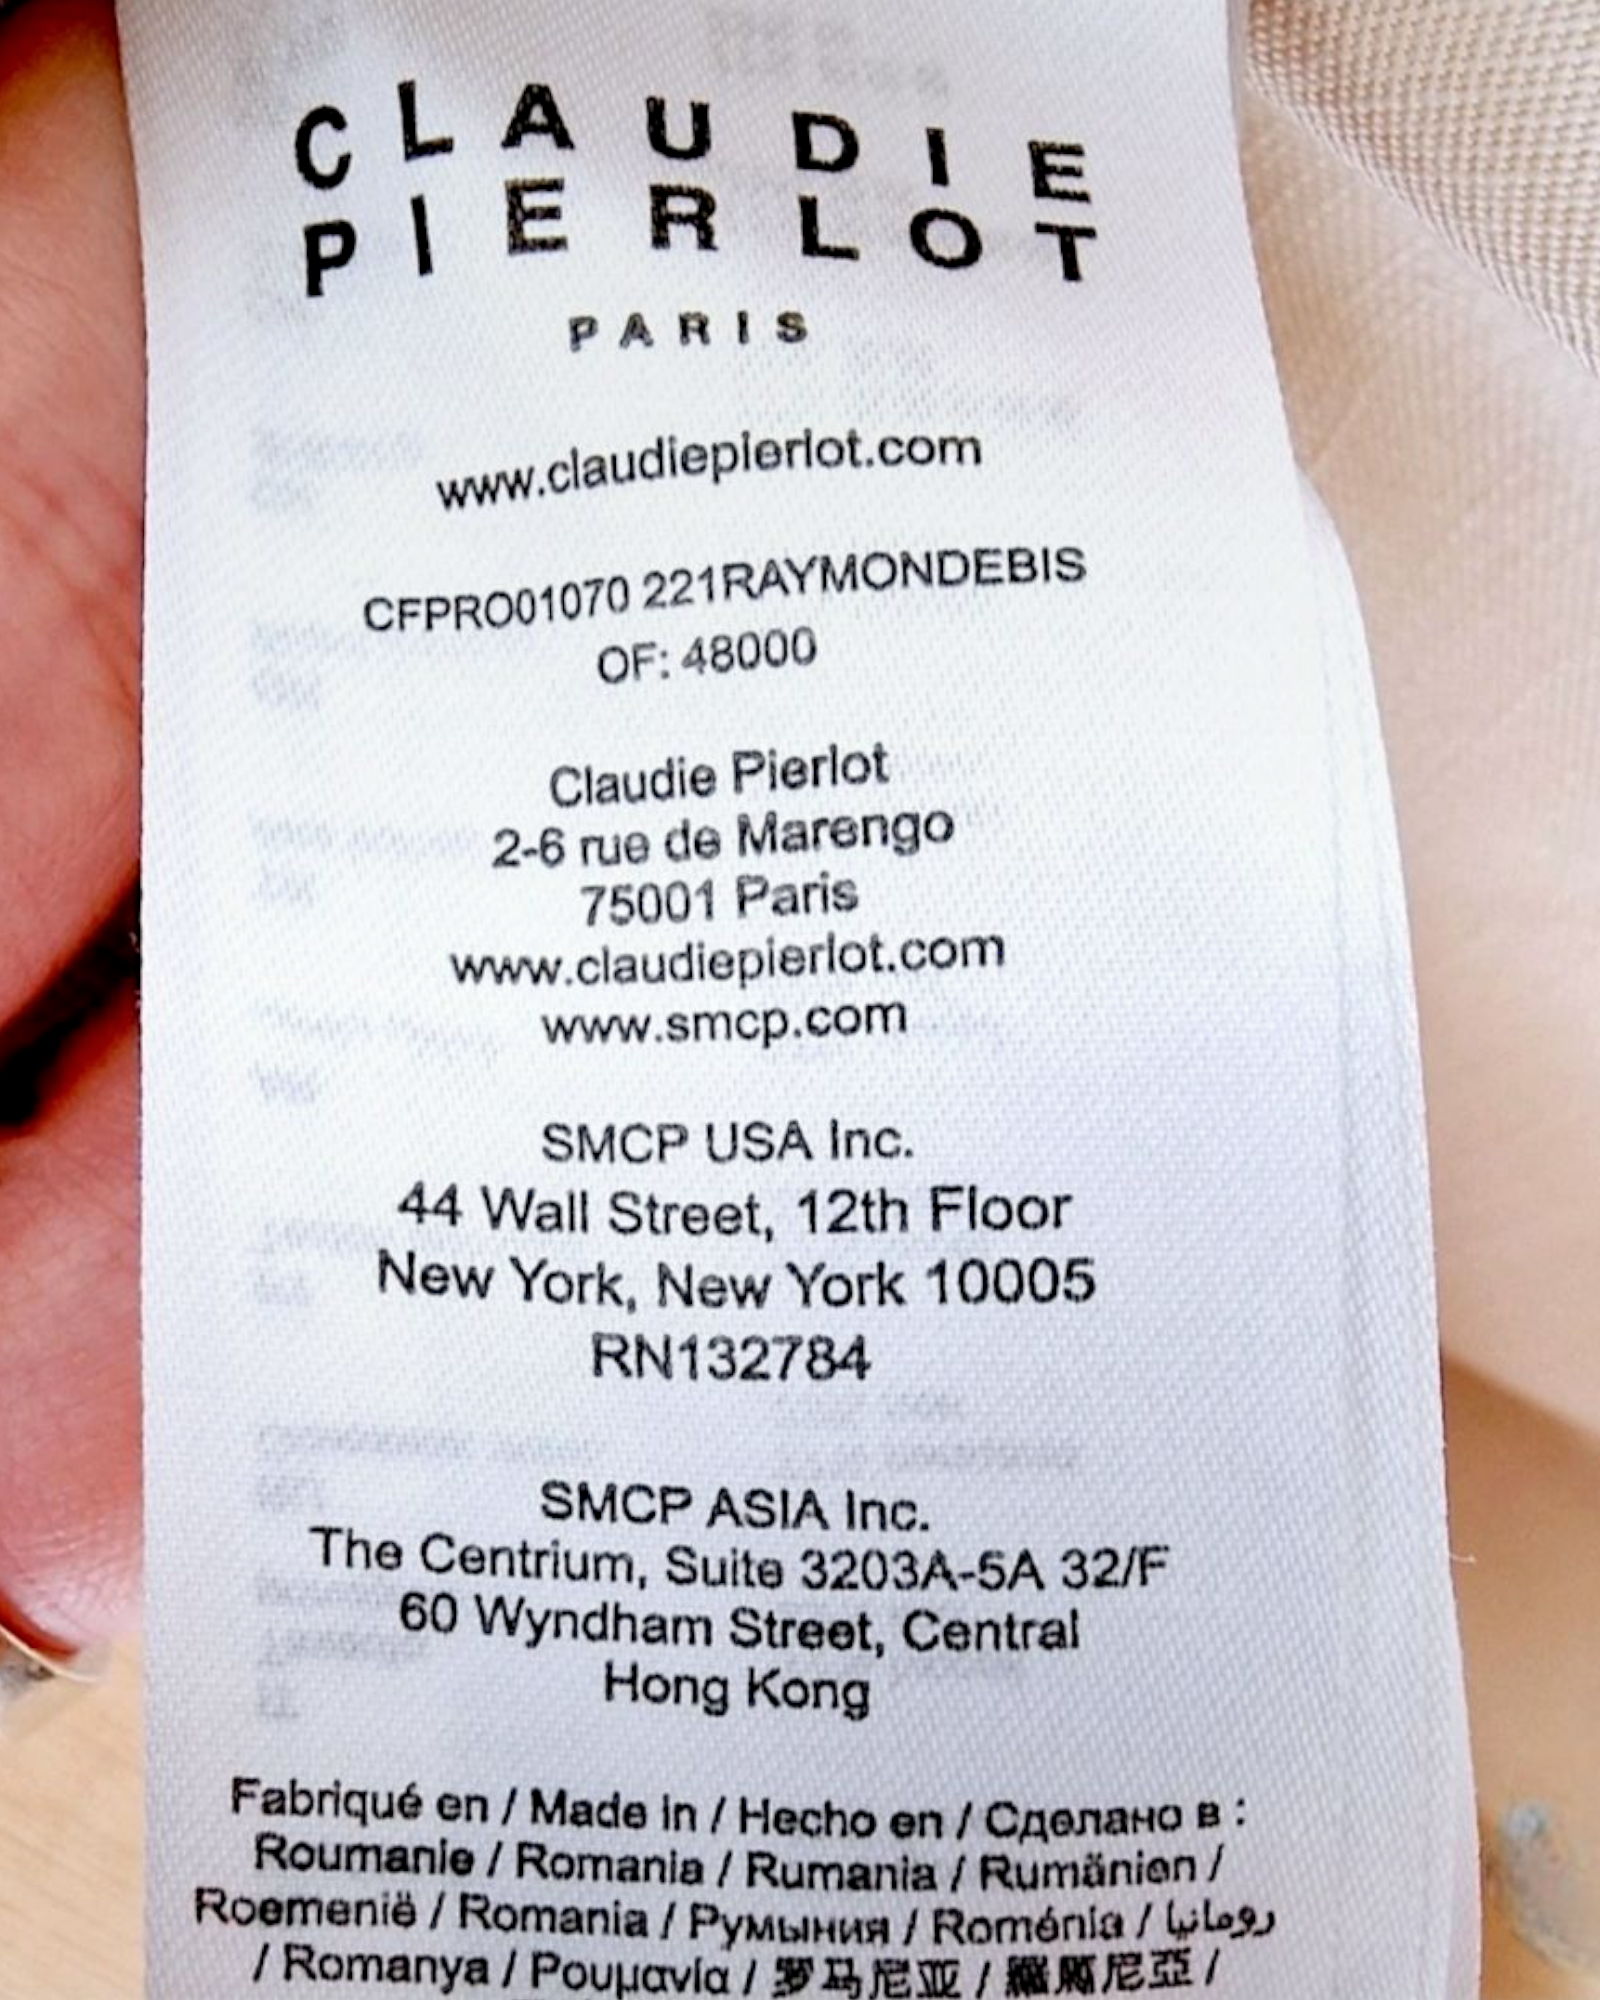 CLAUDIE
PIERLOT
PARIS
www.claudiepierlot.com
CFPRO01070 221RAYMONDEBIS
OF: 48000
Claudie Pierlot
2-6 rue de Marengo
75001 Paris
www.claudiepierlot.com
www.smcp.com
SMCP USA Inc.
44 Wall Street, 12th Floor
New York, New York 10005
RN132784
SMCP ASIA Inc.
The Centrium, Suite 3203A-5A 32/F
60 Wyndham Street, Central
Hong Kong
Fabriqué en / Made in / Hecho en / Сделано в :
Roumanie / Romania / Rumania / Rumänien /
Roemenië / Romania / Румыния / Roménia / رومانيا
/ Romanya / Ρουμανία / 罗马尼亚 / 羅馬尼亞 /